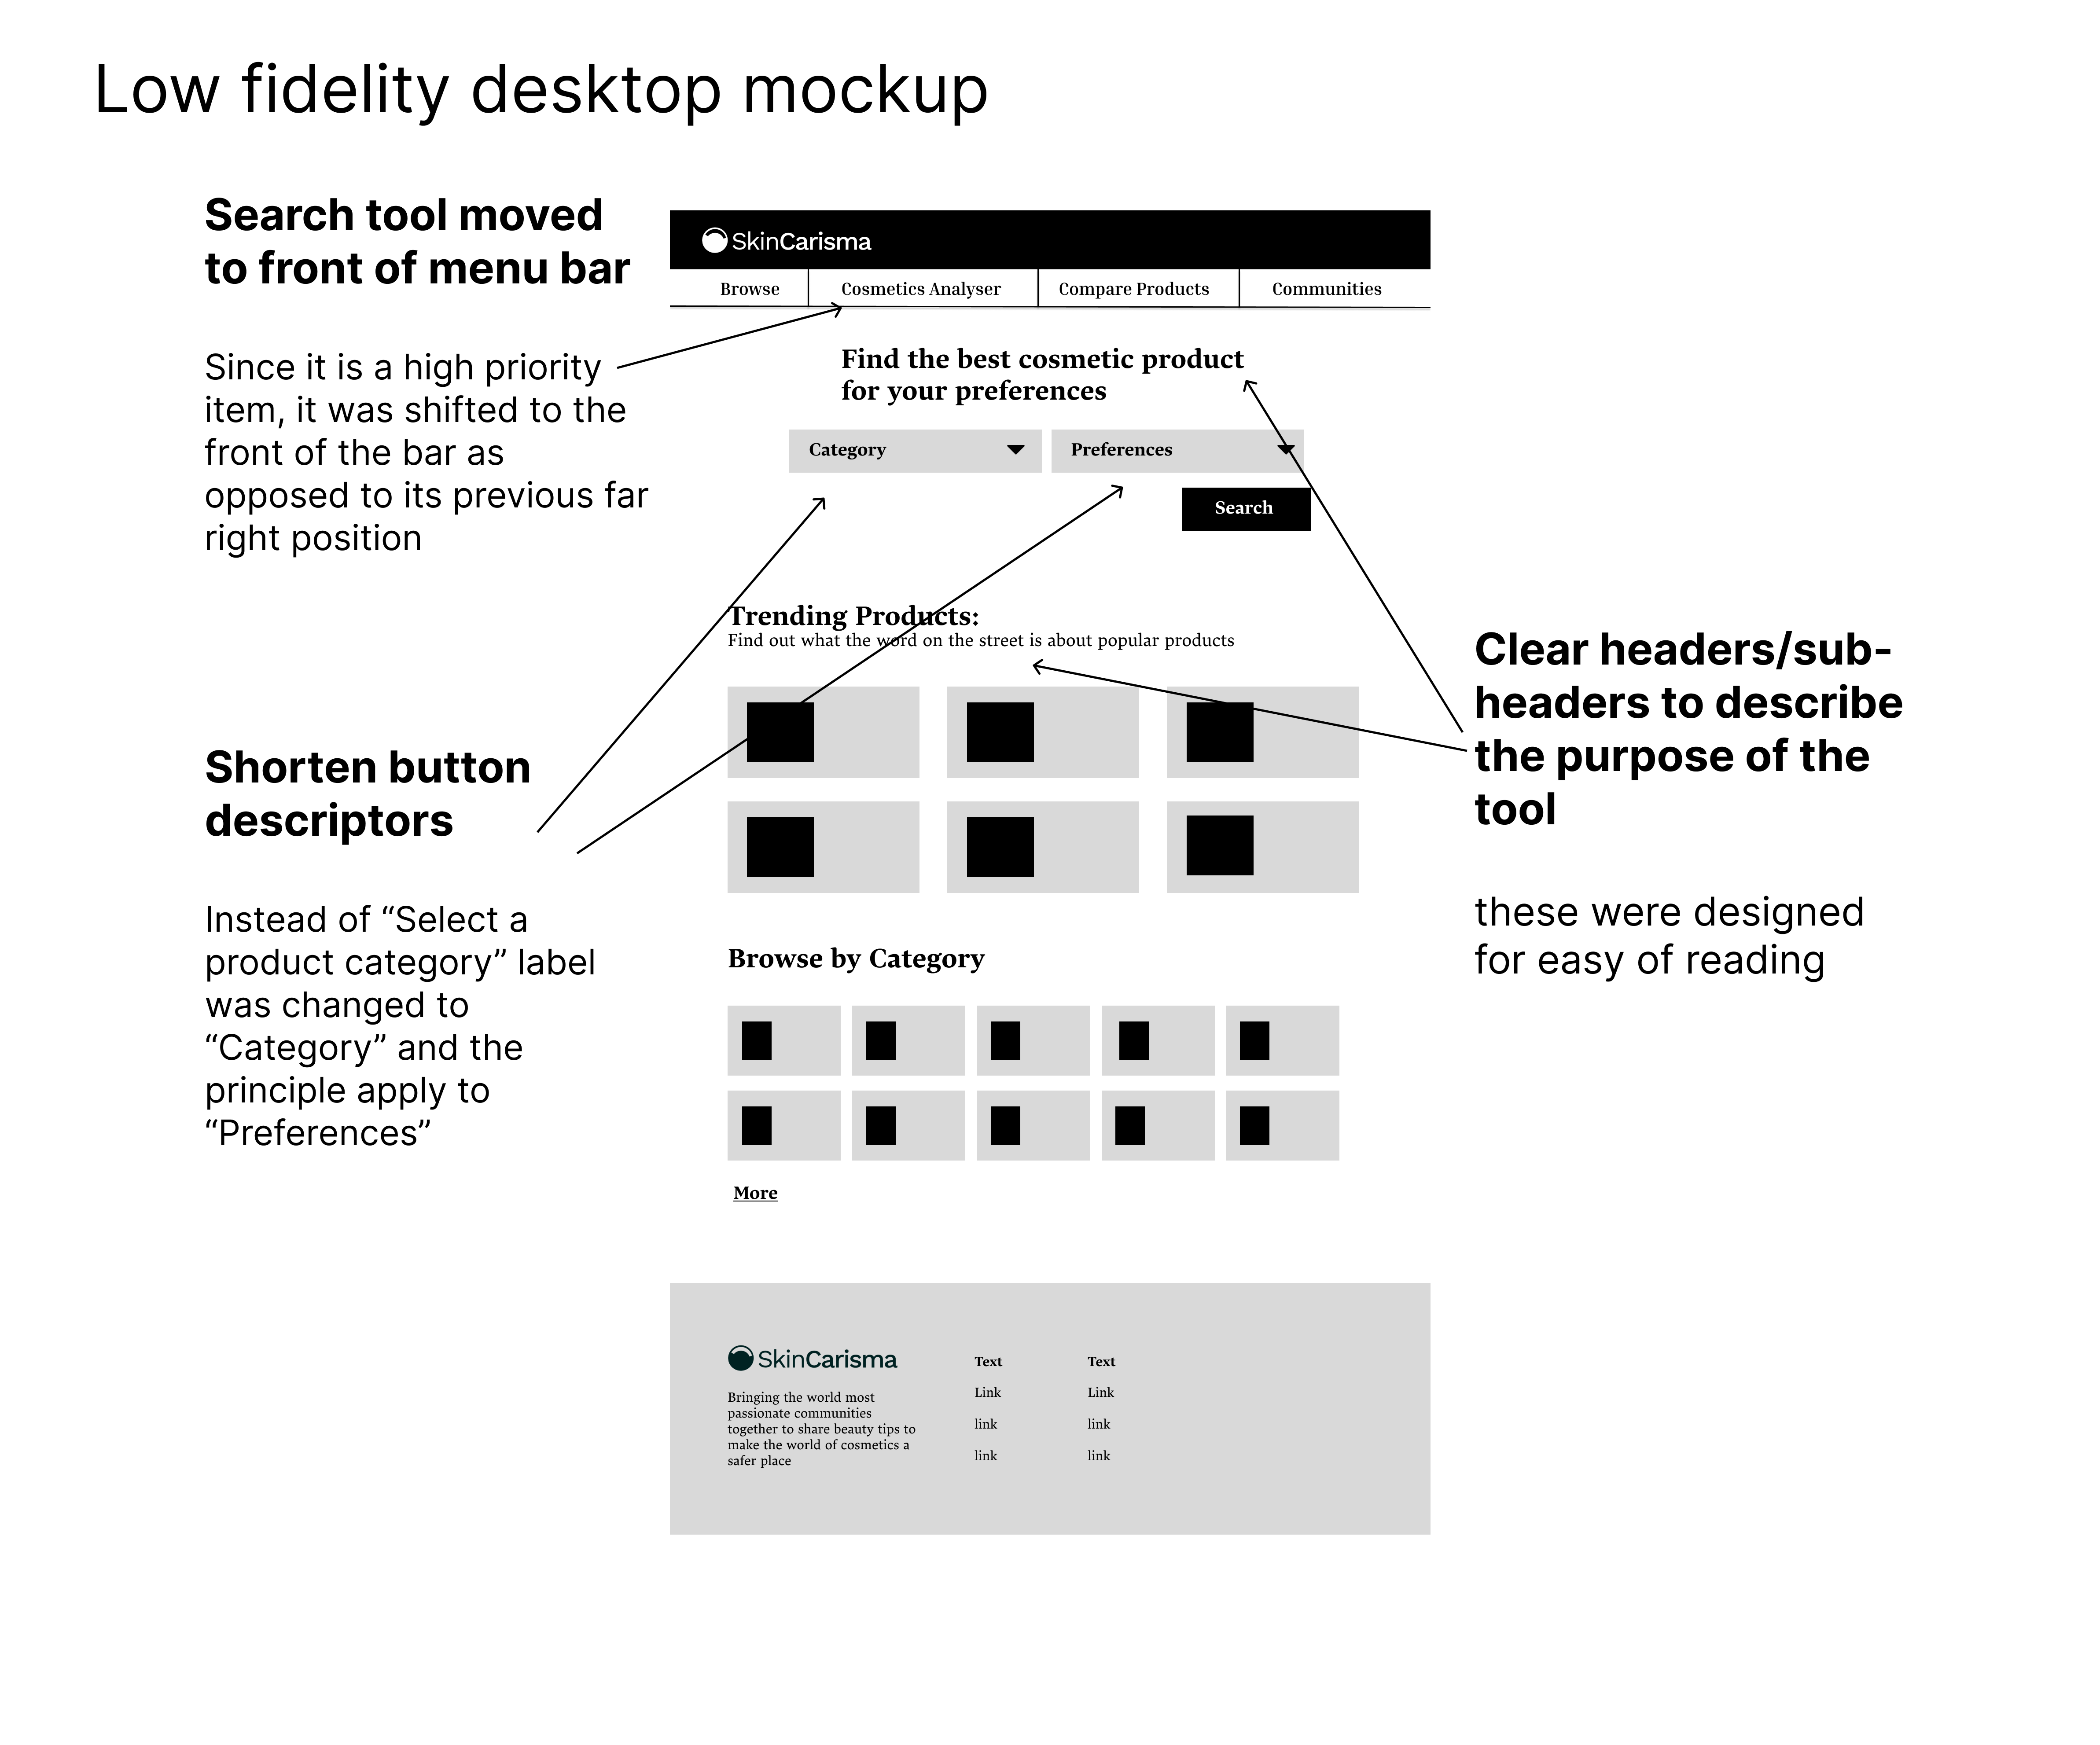 Low fidelity desktop mockup
Search tool moved
to front of menu bar
Since it is a high priority
item, it was shifted to the
front of the bar as
opposed to its previous far
right position
Shorten button
descriptors
Instead of “Select a
product category” label
was changed to
“Category” and the
principle apply to
“Preferences”
SkinCarisma
Browse
Cosmetics Analyser
Compare Products
Communities
Find the best cosmetic product
for your preferences
Category
Preferences
Search
Trending Products:
Find out what the word on the street is about popular products
Browse by Category
More
SkinCarisma
Bringing the world most
passionate communities
together to share beauty tips to
make the world of cosmetics a
safer place
Text
Link
link
link
Text
Link
link
link
Clear headers/sub-
headers to describe
the purpose of the
tool
these were designed
for easy of reading